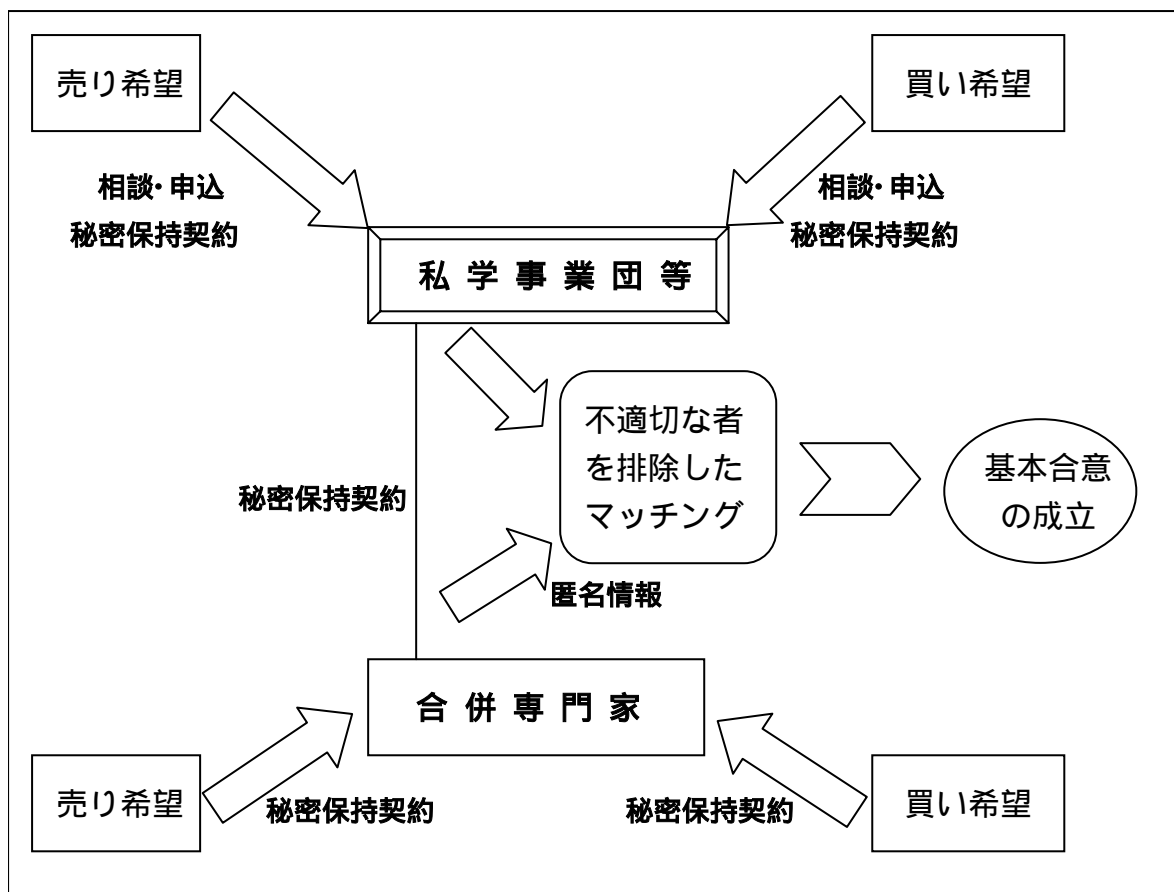 売り希望
買い希望
相談・申込
秘密保持契約
相談・申込
秘密保持契約
私学事業団等
不適切な者
を排除した
マッチング
基本合意
の成立
秘密保持契約
匿名情報
合併専門家
売り希望
秘密保持契約
秘密保持契約
買い希望